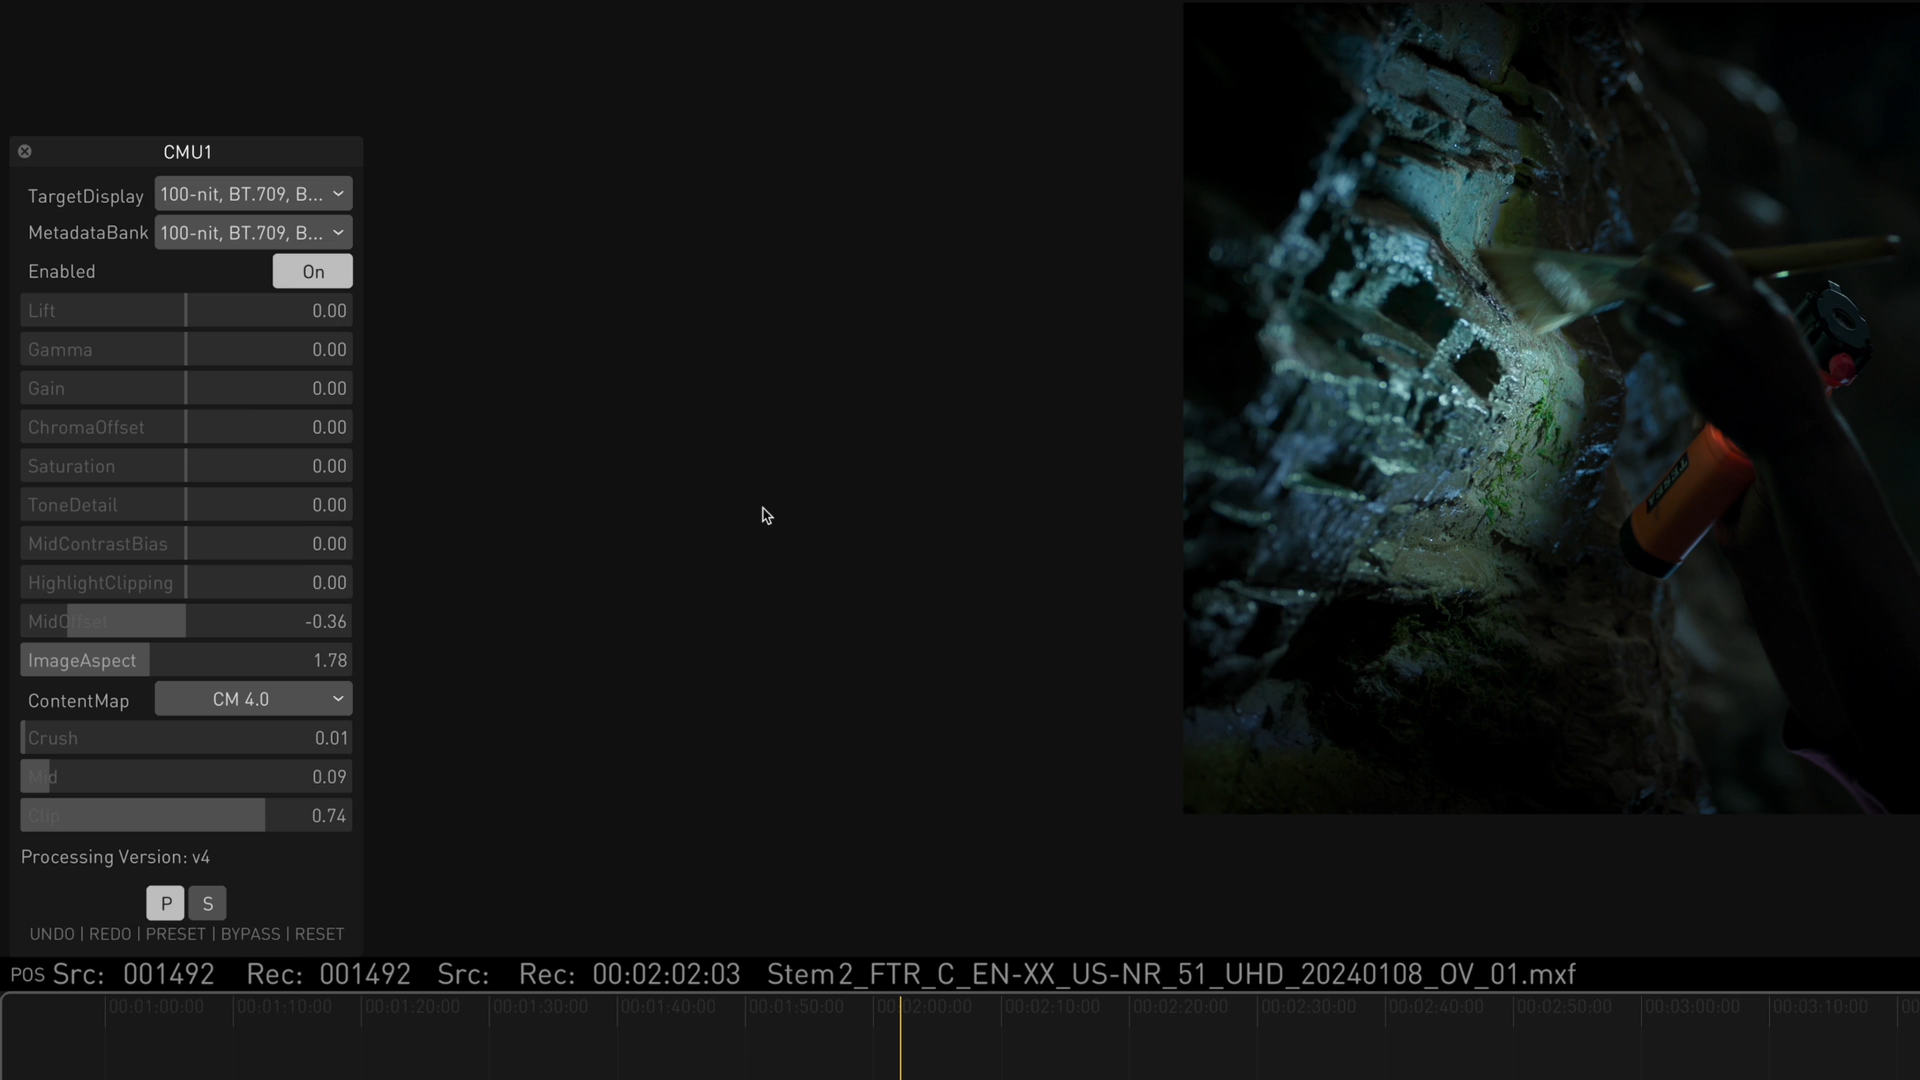 CMU1
TargetDisplay 100-nit, BT.709, B...
MetadataBank 100-nit, BT.709, B...
Enabled On
Lift 0.00
Gamma 0.00
Gain 0.00
ChromaOffset 0.00
Saturation 0.00
ToneDetail 0.00
MidContrastBias 0.00
HighlightClipping 0.00
MidOffset -0.36
ImageAspect 1.78
ContentMap CM 4.0
Crush 0.01
Mid 0.09
Clip 0.74
Processing Version: v4
P S
UNDO | REDO | PRESET | BYPASS | RESET
POS Src: 001492 Rec: 001492 Src: Rec: 00:02:02:03 Stem2_FTR_C_EN-XX_US-NR_51_UHD_20240108_OV_01.mxf
00:01:00:00 00:01:10:00 00:01:20:00 00:01:30:00 00:01:40:00 00:01:50:00 00:02:00:00 00:02:10:00 00:02:20:00 00:02:30:00 00:02:40:00 00:02:50:00 00:03:00:00 00:03:10:00 00